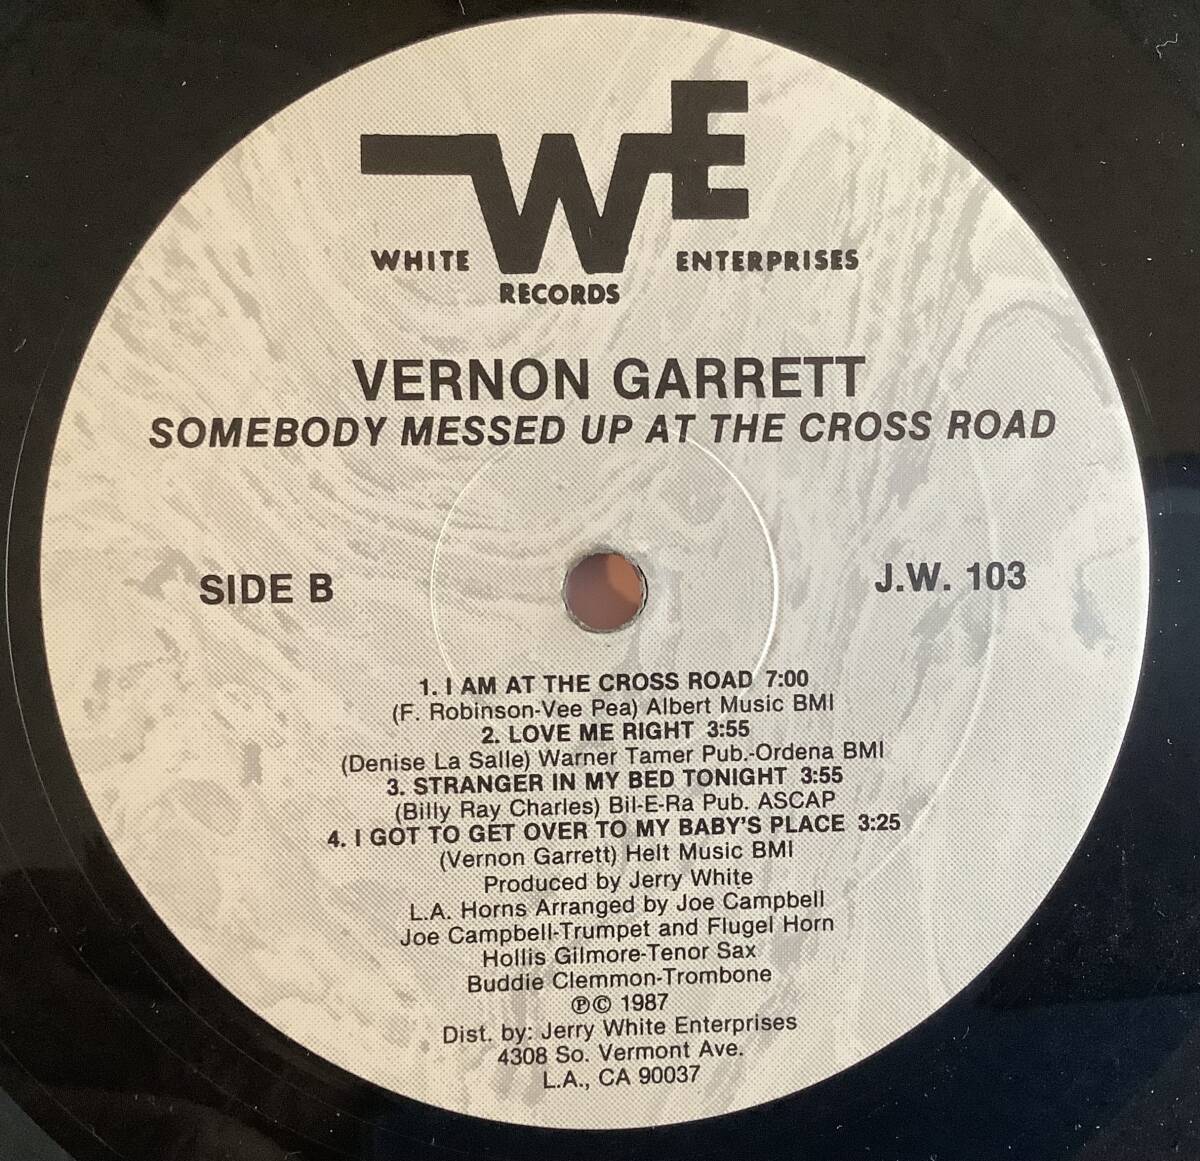 WE
WHITE ENTERPRISES
RECORDS
VERNON GARRETT
SOMEBODY MESSED UP AT THE CROSS ROAD
SIDE B J.W. 103
1. I AM AT THE CROSS ROAD 7:00
(F. Robinson-Vee Pea) Albert Music BMI
2. LOVE ME RIGHT 3:55
(Denise La Salle) Warner Tamer Pub.-Ordena BMI
3. STRANGER IN MY BED TONIGHT 3:55
(Billy Ray Charles) Bil-E-Ra Pub. ASCAP
4. I GOT TO GET OVER TO MY BABY'S PLACE 3:25
(Vernon Garrett) Helt Music BMI
Produced by Jerry White
L.A. Horns Arranged by Joe Campbell
Joe Campbell-Trumpet and Flugel Horn
Hollis Gilmore-Tenor Sax
Buddie Clemmon-Trombone
℗© 1987
Dist. by: Jerry White Enterprises
4308 So. Vermont Ave.
L.A., CA 90037